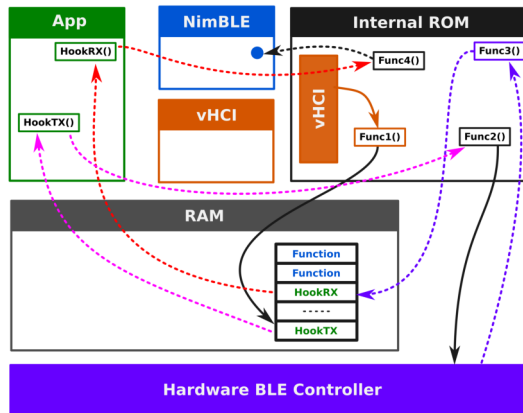 App
NimBLE
Internal ROM
HookRX()
Func4()
Func3()
vHCI
vHCI
HookTX()
Func1()
Func2()
RAM
Function
Function
HookRX
-----
HookTX
Hardware BLE Controller